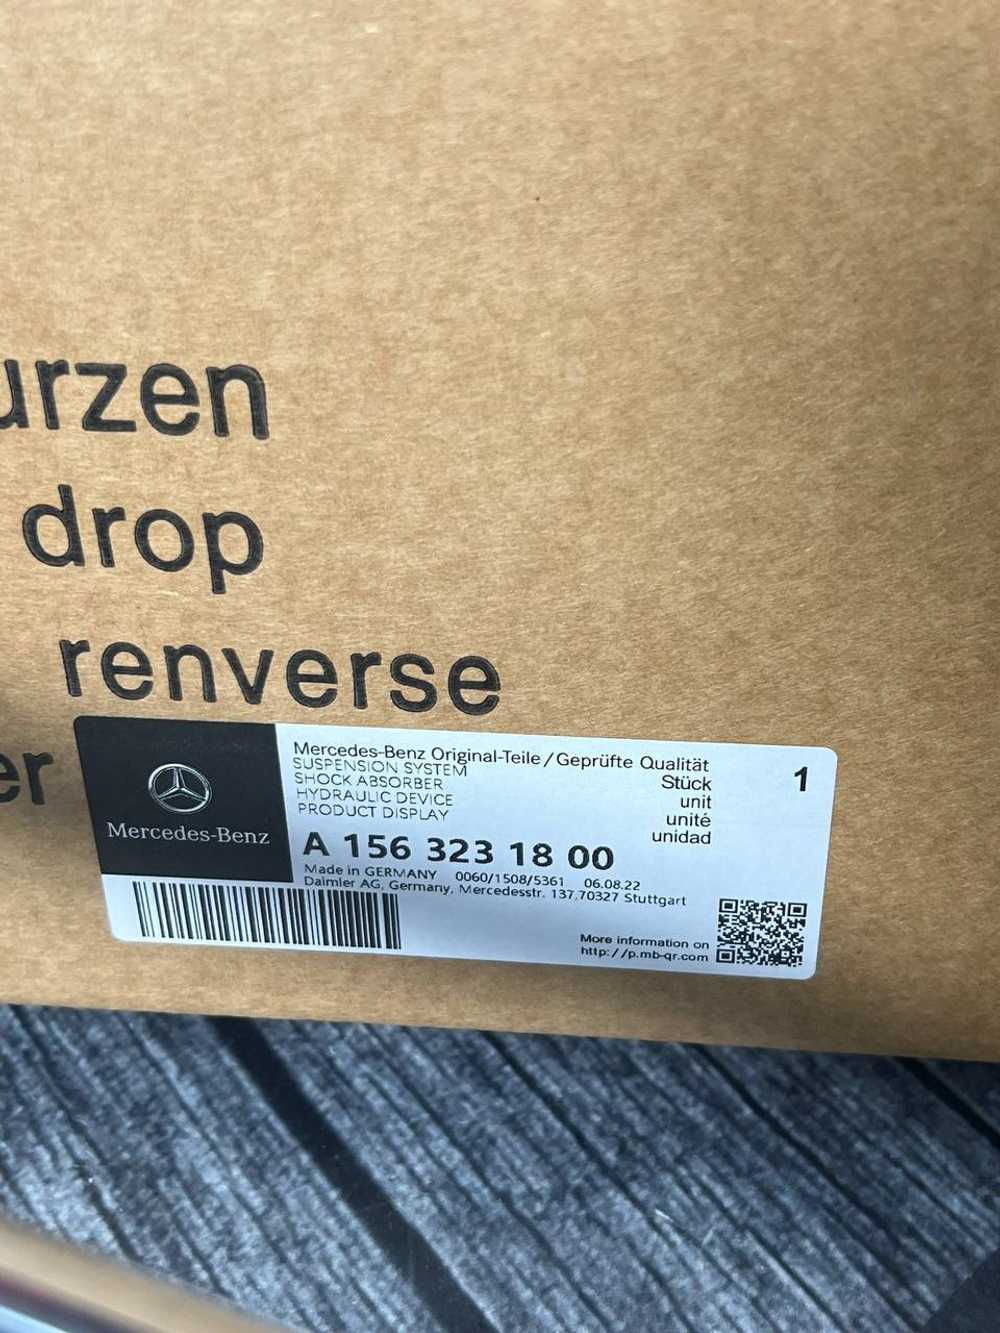 urzen
drop
renverse
er
Mercedes-Benz
Mercedes-Benz Original-Teile/Geprüfte Qualität
SUSPENSION SYSTEM
SHOCK ABSORBER
HYDRAULIC DEVICE
PRODUCT DISPLAY
Stück
unit
unité
unidad
1
A 156 323 18 00
Made in GERMANY 0060/1508/5361 06.08.22
Daimler AG, Germany, Mercedesstr. 137,70327 Stuttgart
More information on
http://p.mb-qr.com